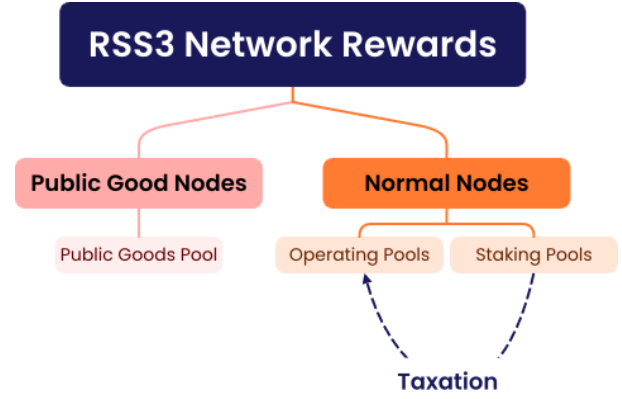 RSS3 Network Rewards
Public Good Nodes
Normal Nodes
Public Goods Pool
Operating Pools
Staking Pools
Taxation